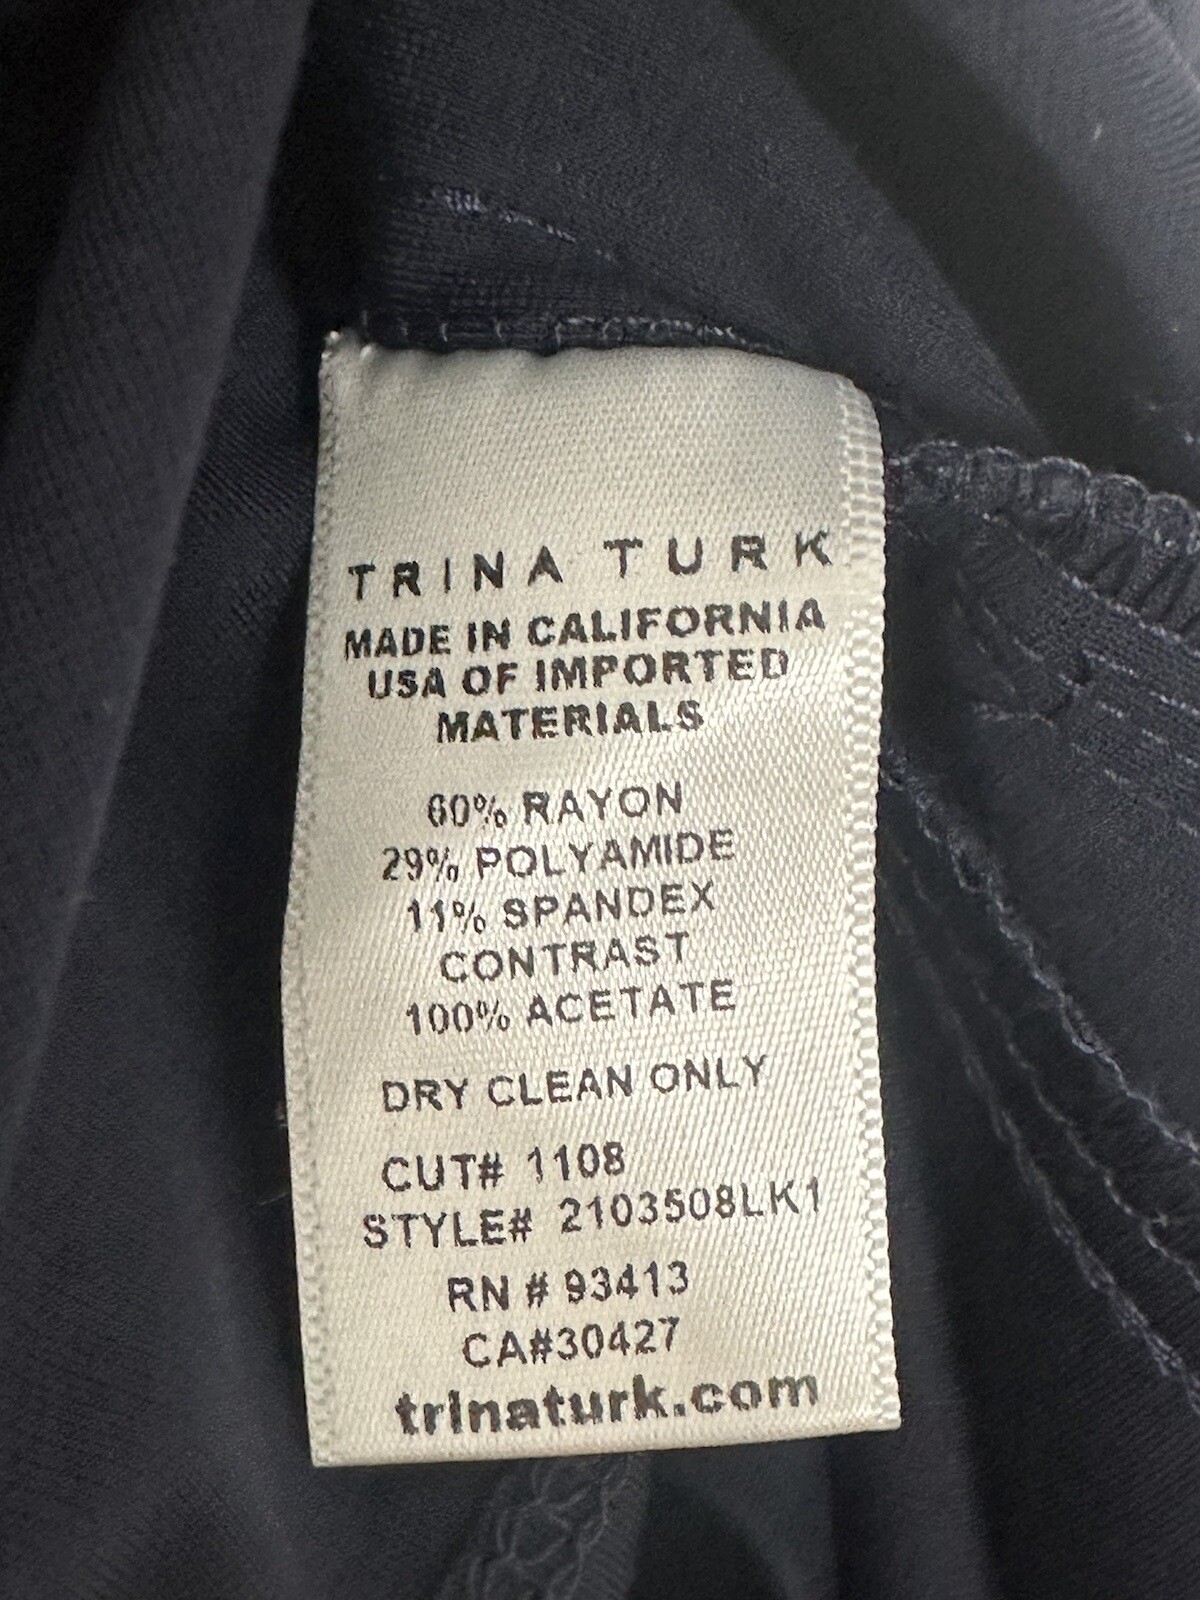 TRINA TURK
MADE IN CALIFORNIA
USA OF IMPORTED
MATERIALS
60% RAYON
29% POLYAMIDE
11% SPANDEX
CONTRAST
100% ACETATE
DRY CLEAN ONLY
CUT# 1108
STYLE# 2103508LK1
RN # 93413
CA#30427
trinaturk.com